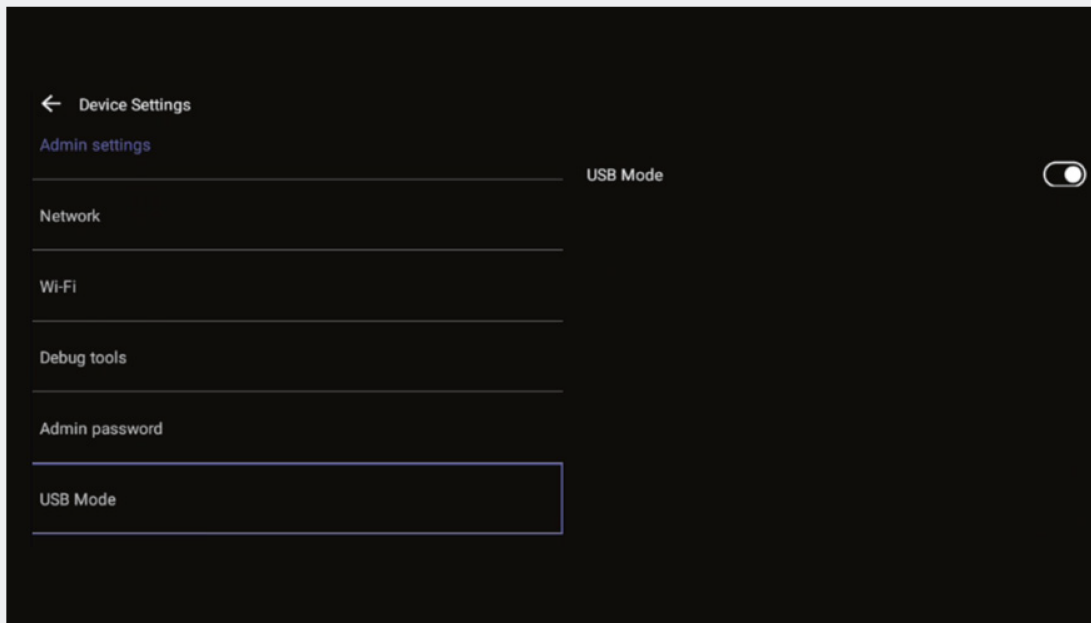 Device Settings
Admin settings
USB Mode
Network
Wi-Fi
Debug tools
Admin password
USB Mode